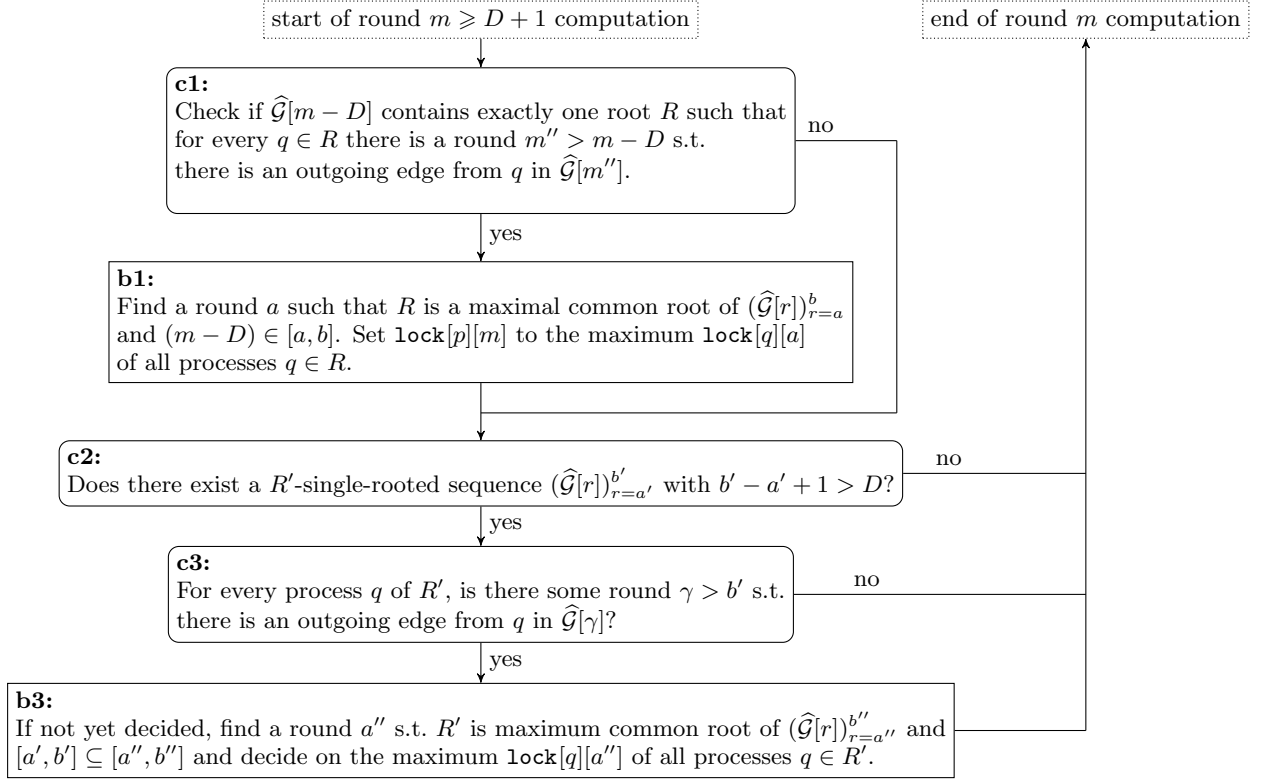 start of round m ⩾ D + 1 computation
end of round m computation
c1:
Check if Ĝ[m − D] contains exactly one root R such that
for every q ∈ R there is a round m′′ > m − D s.t.
there is an outgoing edge from q in Ĝ[m′′].
no
yes
b1:
Find a round a such that R is a maximal common root of (Ĝ[r])ᵇᵣ₌ₐ
and (m − D) ∈ [a, b]. Set lock[p][m] to the maximum lock[q][a]
of all processes q ∈ R.
c2:
Does there exist a R′-single-rooted sequence (Ĝ[r])_{r=a′}^{b′} with b′ − a′ + 1 > D?
no
yes
c3:
For every process q of R′, is there some round γ > b′ s.t.
there is an outgoing edge from q in Ĝ[γ]?
no
yes
b3:
If not yet decided, find a round a′′ s.t. R′ is maximum common root of (Ĝ[r])_{r=a′′}^{b′′} and
[a′, b′] ⊆ [a′′, b′′] and decide on the maximum lock[q][a′′] of all processes q ∈ R′.